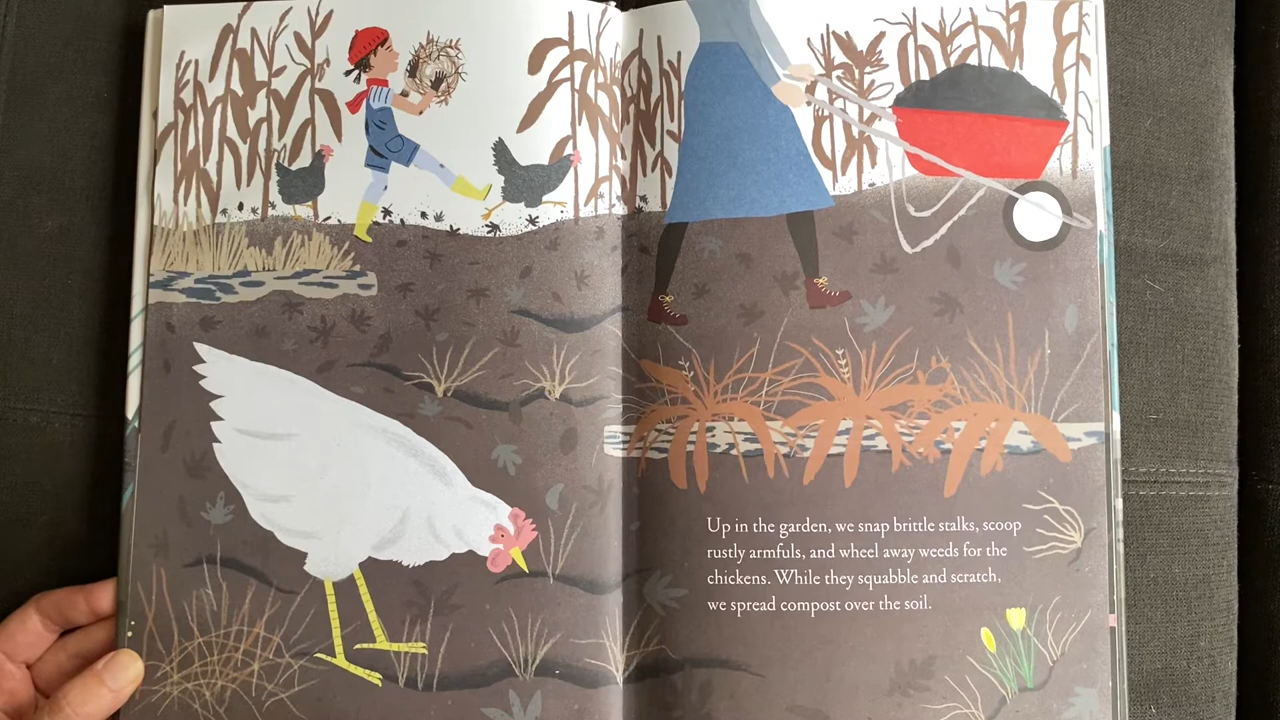 Up in the garden, we snap brittle stalks, scoop
rustly armfuls, and wheel away weeds for the
chickens. While they squabble and scratch,
we spread compost over the soil.